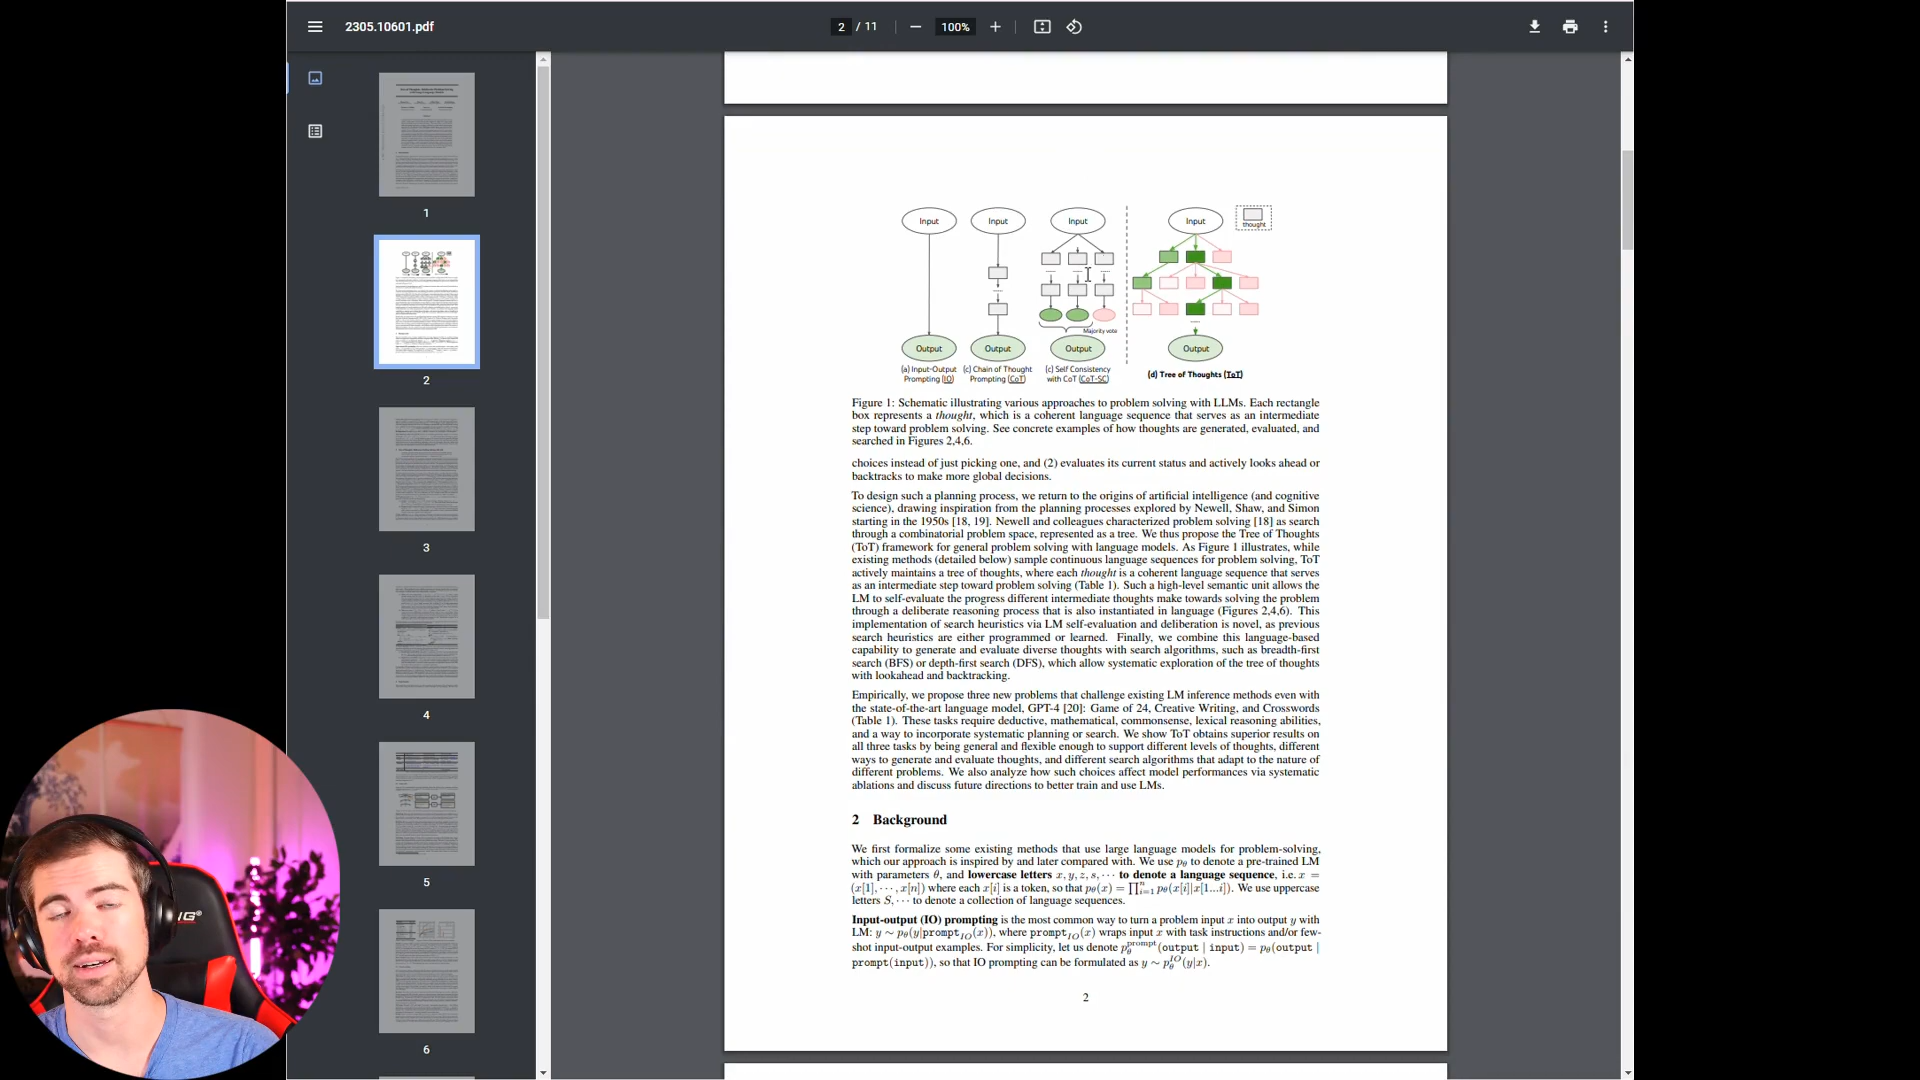 2305.10601.pdf
2 / 11
100%
1
2
3
4
5
6
Input
Input
Input
Input
thought
Majority vote
Output
Output
Output
Output
(a) Input-Output
Prompting (IO)
(c) Chain of Thought
Prompting (CoT)
(c) Self Consistency
with CoT (CoT-SC)
(d) Tree of Thoughts (ToT)
Figure 1: Schematic illustrating various approaches to problem solving with LLMs. Each rectangle
box represents a thought, which is a coherent language sequence that serves as an intermediate
step toward problem solving. See concrete examples of how thoughts are generated, evaluated, and
searched in Figures 2,4,6.
choices instead of just picking one, and (2) evaluates its current status and actively looks ahead or
backtracks to make more global decisions.
To design such a planning process, we return to the origins of artificial intelligence (and cognitive
science), drawing inspiration from the planning processes explored by Newell, Shaw, and Simon
starting in the 1950s [18, 19]. Newell and colleagues characterized problem solving [18] as search
through a combinatorial problem space, represented as a tree. We thus propose the Tree of Thoughts
(ToT) framework for general problem solving with language models. As Figure 1 illustrates, while
existing methods (detailed below) sample continuous language sequences for problem solving, ToT
actively maintains a tree of thoughts, where each thought is a coherent language sequence that serves
as an intermediate step toward problem solving (Table 1). Such a high-level semantic unit allows the
LM to self-evaluate the progress different intermediate thoughts make towards solving the problem
through a deliberate reasoning process that is also instantiated in language (Figures 2,4,6). This
implementation of search heuristics via LM self-evaluation and deliberation is novel, as previous
search heuristics are either programmed or learned. Finally, we combine this language-based
capability to generate and evaluate diverse thoughts with search algorithms, such as breadth-first
search (BFS) or depth-first search (DFS), which allow systematic exploration of the tree of thoughts
with lookahead and backtracking.
Empirically, we propose three new problems that challenge existing LM inference methods even with
the state-of-the-art language model, GPT-4 [20]: Game of 24, Creative Writing, and Crosswords
(Table 1). These tasks require deductive, mathematical, commonsense, lexical reasoning abilities,
and a way to incorporate systematic planning or search. We show ToT obtains superior results on
all three tasks by being general and flexible enough to support different levels of thoughts, different
ways to generate and evaluate thoughts, and different search algorithms that adapt to the nature of
different problems. We also analyze how such choices affect model performances via systematic
ablations and discuss future directions to better train and use LMs.
2 Background
We first formalize some existing methods that use large language models for problem-solving,
which our approach is inspired by and later compared with. We use pθ to denote a pre-trained LM
with parameters θ, and lowercase letters x, y, z, s, ⋯ to denote a language sequence, i.e. x =
(x[1], ⋯, x[n]) where each x[i] is a token, so that pθ(x) = ∏ⁿᵢ₌₁ pθ(x[i]|x[1...i]). We use uppercase
letters S, ⋯ to denote a collection of language sequences.
Input-output (IO) prompting is the most common way to turn a problem input x into output y with
LM: y ∼ pθ(y|prompt_IO(x)), where prompt_IO(x) wraps input x with task instructions and/or few-
shot input-output examples. For simplicity, let us denote pθ^prompt(output | input) = pθ(output |
prompt(input)), so that IO prompting can be formulated as y ∼ pθ^IO(y|x).
2